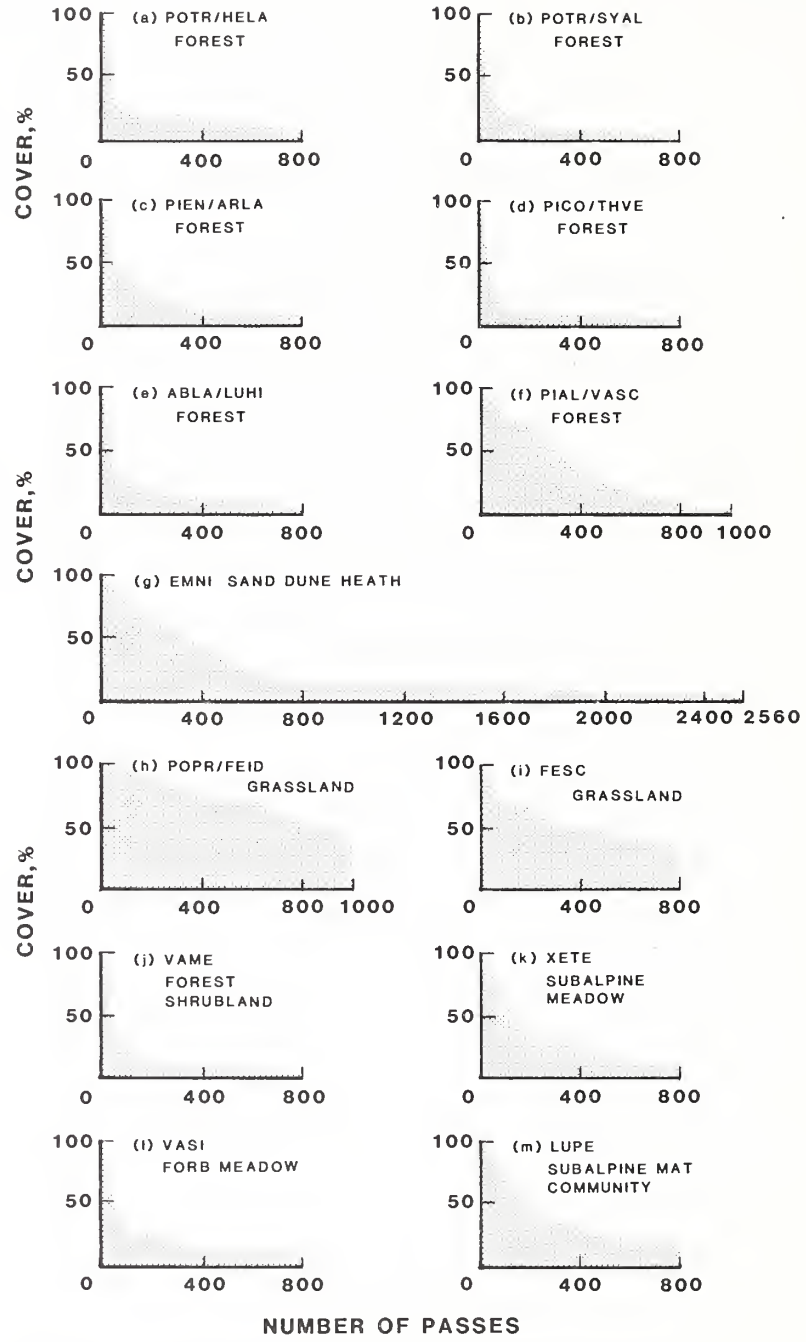 COVER,%
100
50
0
400
800
(a) POTR/HELA
FOREST
100
50
0
400
800
(b) POTR/SYAL
FOREST
100
50
0
400
800
(c) PIEN/ARLA
FOREST
100
50
0
400
800
(d) PICO/THVE
FOREST
COVER,%
100
50
0
400
800
(e) ABLA/LUHI
FOREST
100
50
0
400
800 1000
(f) PIAL/VASC
FOREST
100
50
0
400
800
1200
1600
2000
2400 2560
(g) EMNI SAND DUNE HEATH
COVER,%
100
50
0
400
800 1000
(h) POPR/FEID
GRASSLAND
100
50
0
400
800
(i) FESC
GRASSLAND
100
50
0
400
800
(j) VAME
FOREST
SHRUBLAND
100
50
0
400
800
(k) XETE
SUBALPINE
MEADOW
100
50
0
400
800
(l) VASI
FORB MEADOW
100
50
0
400
800
(m) LUPE
SUBALPINE MAT
COMMUNITY
NUMBER OF PASSES